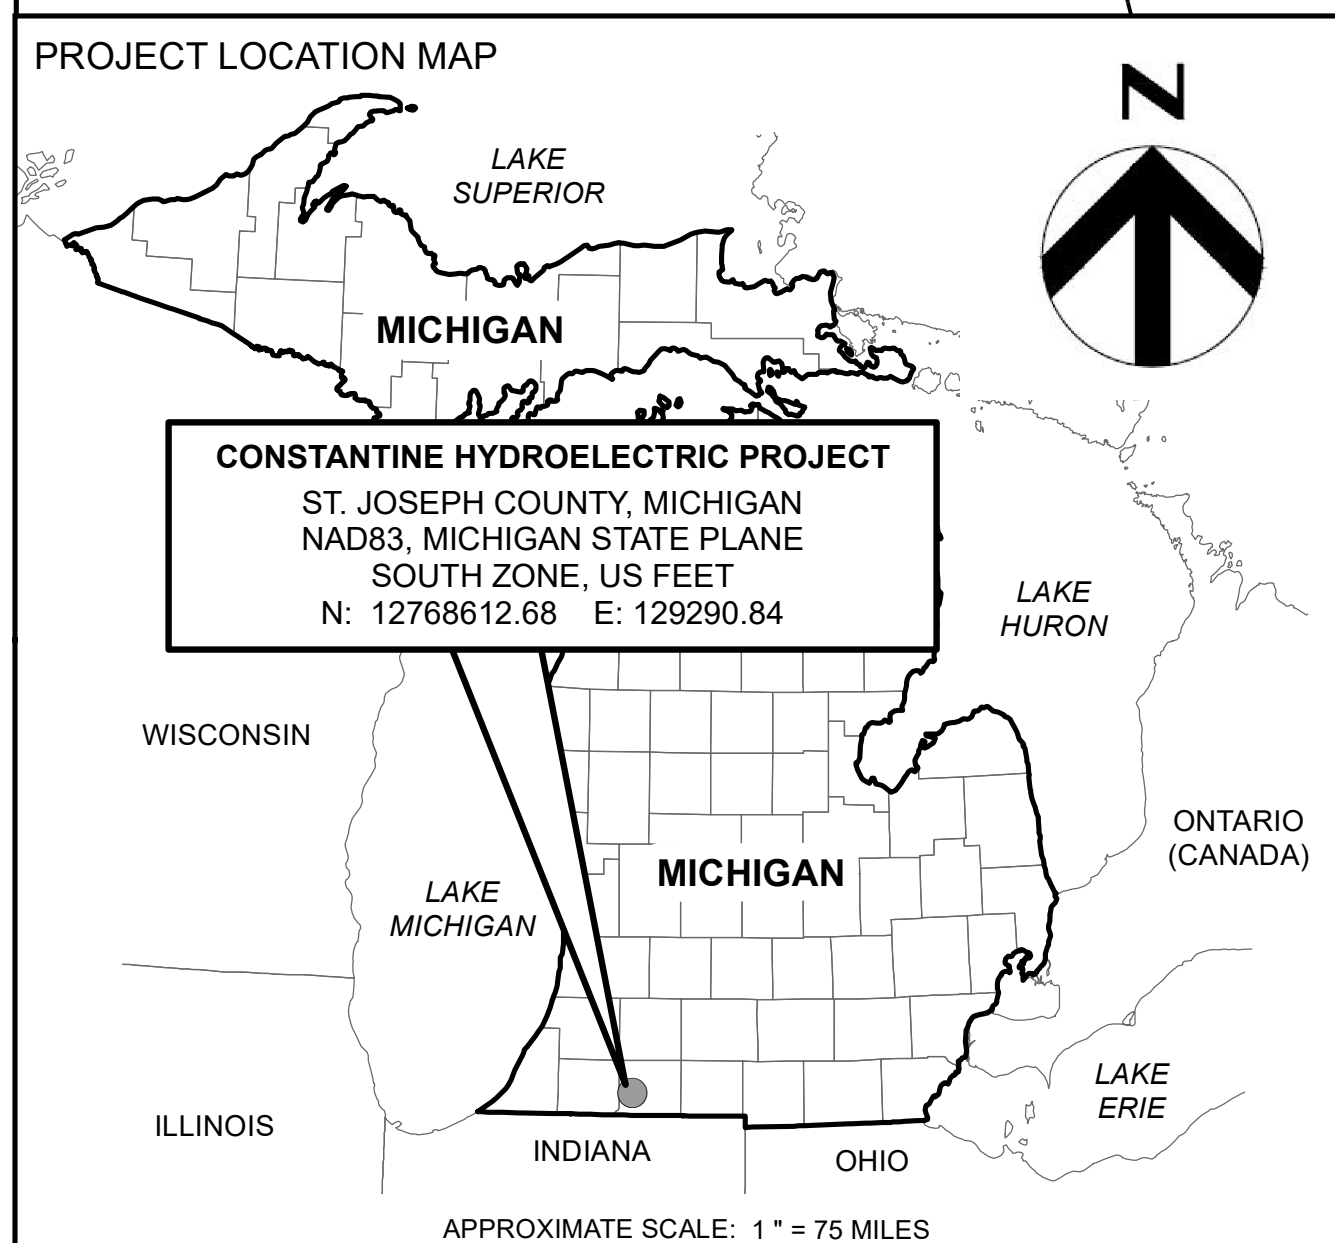 PROJECT LOCATION MAP
N
LAKE
SUPERIOR
MICHIGAN
CONSTANTINE HYDROELECTRIC PROJECT
ST. JOSEPH COUNTY, MICHIGAN
NAD83, MICHIGAN STATE PLANE
SOUTH ZONE, US FEET
N: 12768612.68 E: 129290.84
LAKE
HURON
WISCONSIN
ONTARIO
(CANADA)
MICHIGAN
LAKE
MICHIGAN
LAKE
ERIE
ILLINOIS
INDIANA
OHIO
APPROXIMATE SCALE: 1 " = 75 MILES